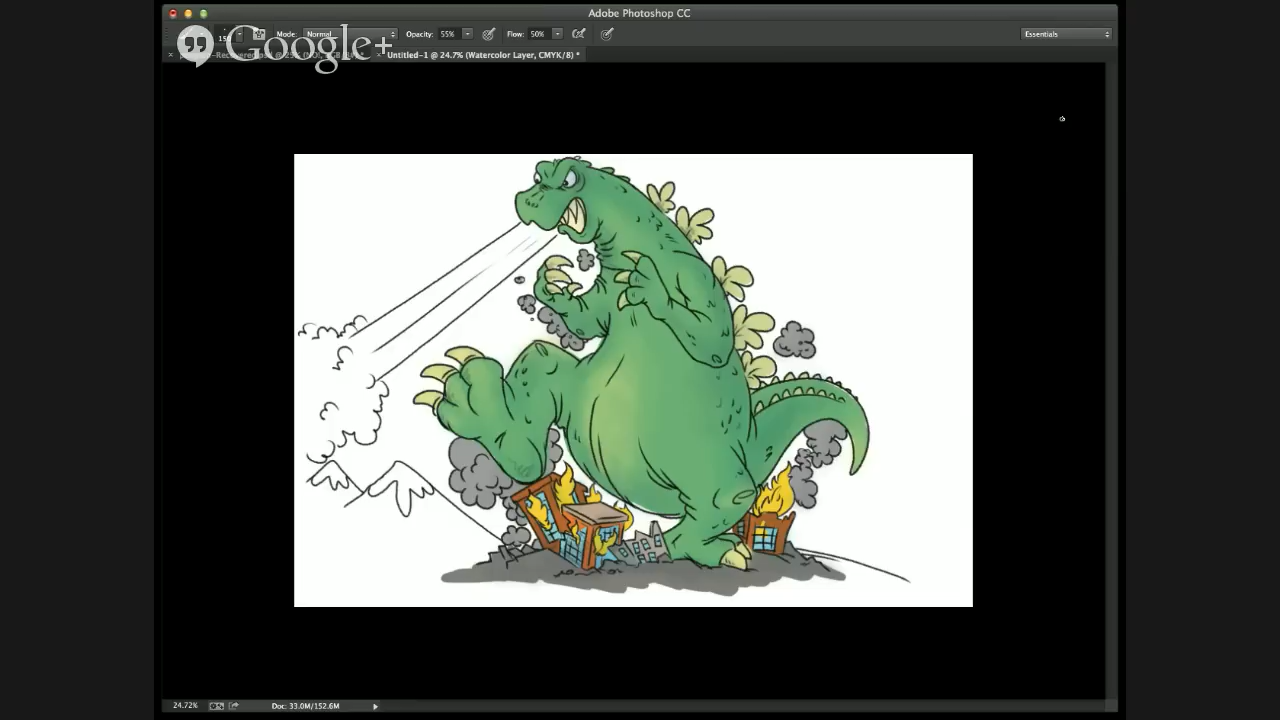 Adobe Photoshop CC
Google+
Mode: Normal Opacity: 55% Flow: 50% Essentials
Untitled-1 @ 24.7% (Watercolor Layer, CMYK/8) *
24.72% Doc: 33.0M/152.6M